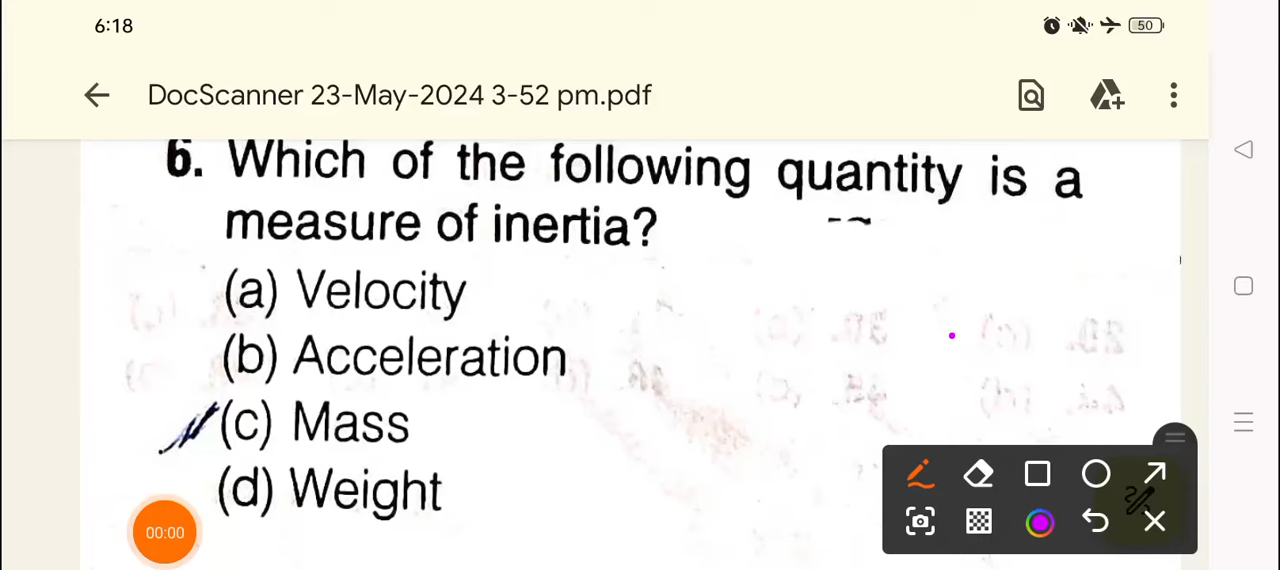 6:18
50
DocScanner 23-May-2024 3-52 pm.pdf
6. Which of the following quantity is a
measure of inertia?
(a) Velocity
(b) Acceleration
(c) Mass
(d) Weight
00:00